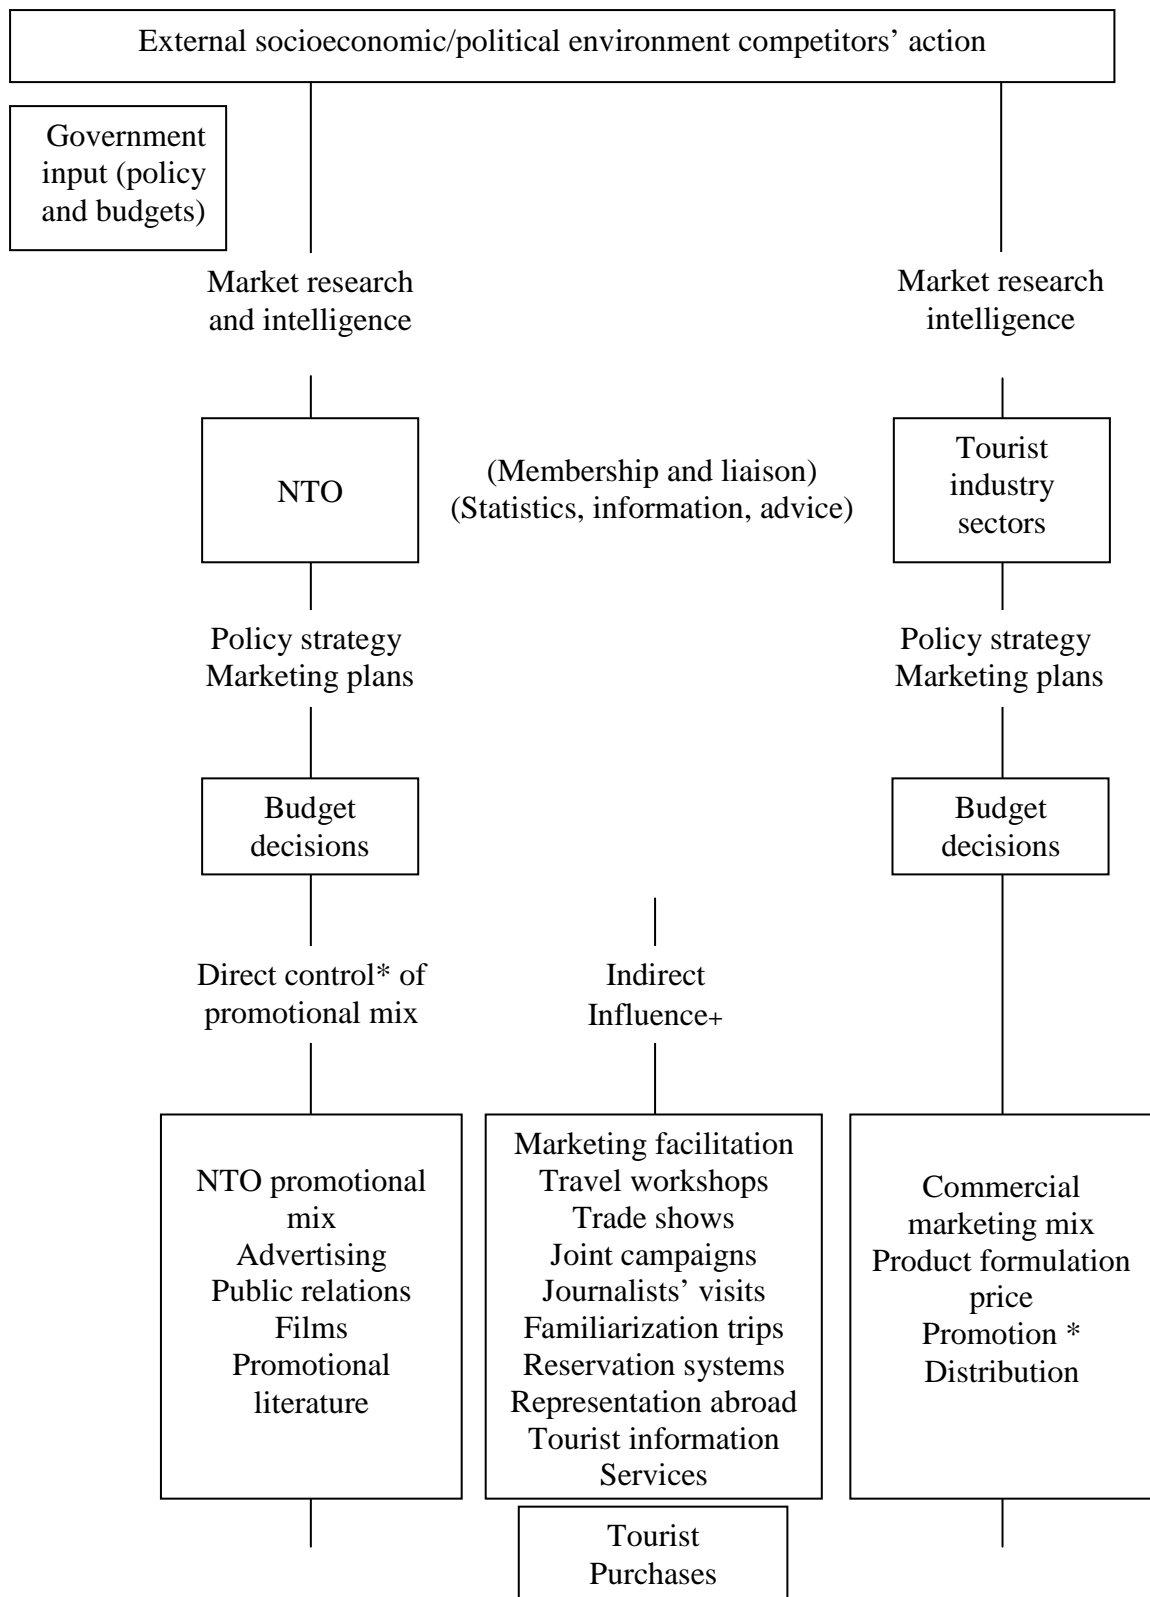 External socioeconomic/political environment competitors’ action
Government
input (policy
and budgets)
Market research
and intelligence
Market research
intelligence
NTO
(Membership and liaison)
(Statistics, information, advice)
Tourist
industry
sectors
Policy strategy
Marketing plans
Policy strategy
Marketing plans
Budget
decisions
Budget
decisions
Direct control* of
promotional mix
Indirect
Influence+
NTO promotional
mix
Advertising
Public relations
Films
Promotional
literature
Marketing facilitation
Travel workshops
Trade shows
Joint campaigns
Journalists’ visits
Familiarization trips
Reservation systems
Representation abroad
Tourist information
Services
Commercial
marketing mix
Product formulation
price
Promotion *
Distribution
Tourist
Purchases